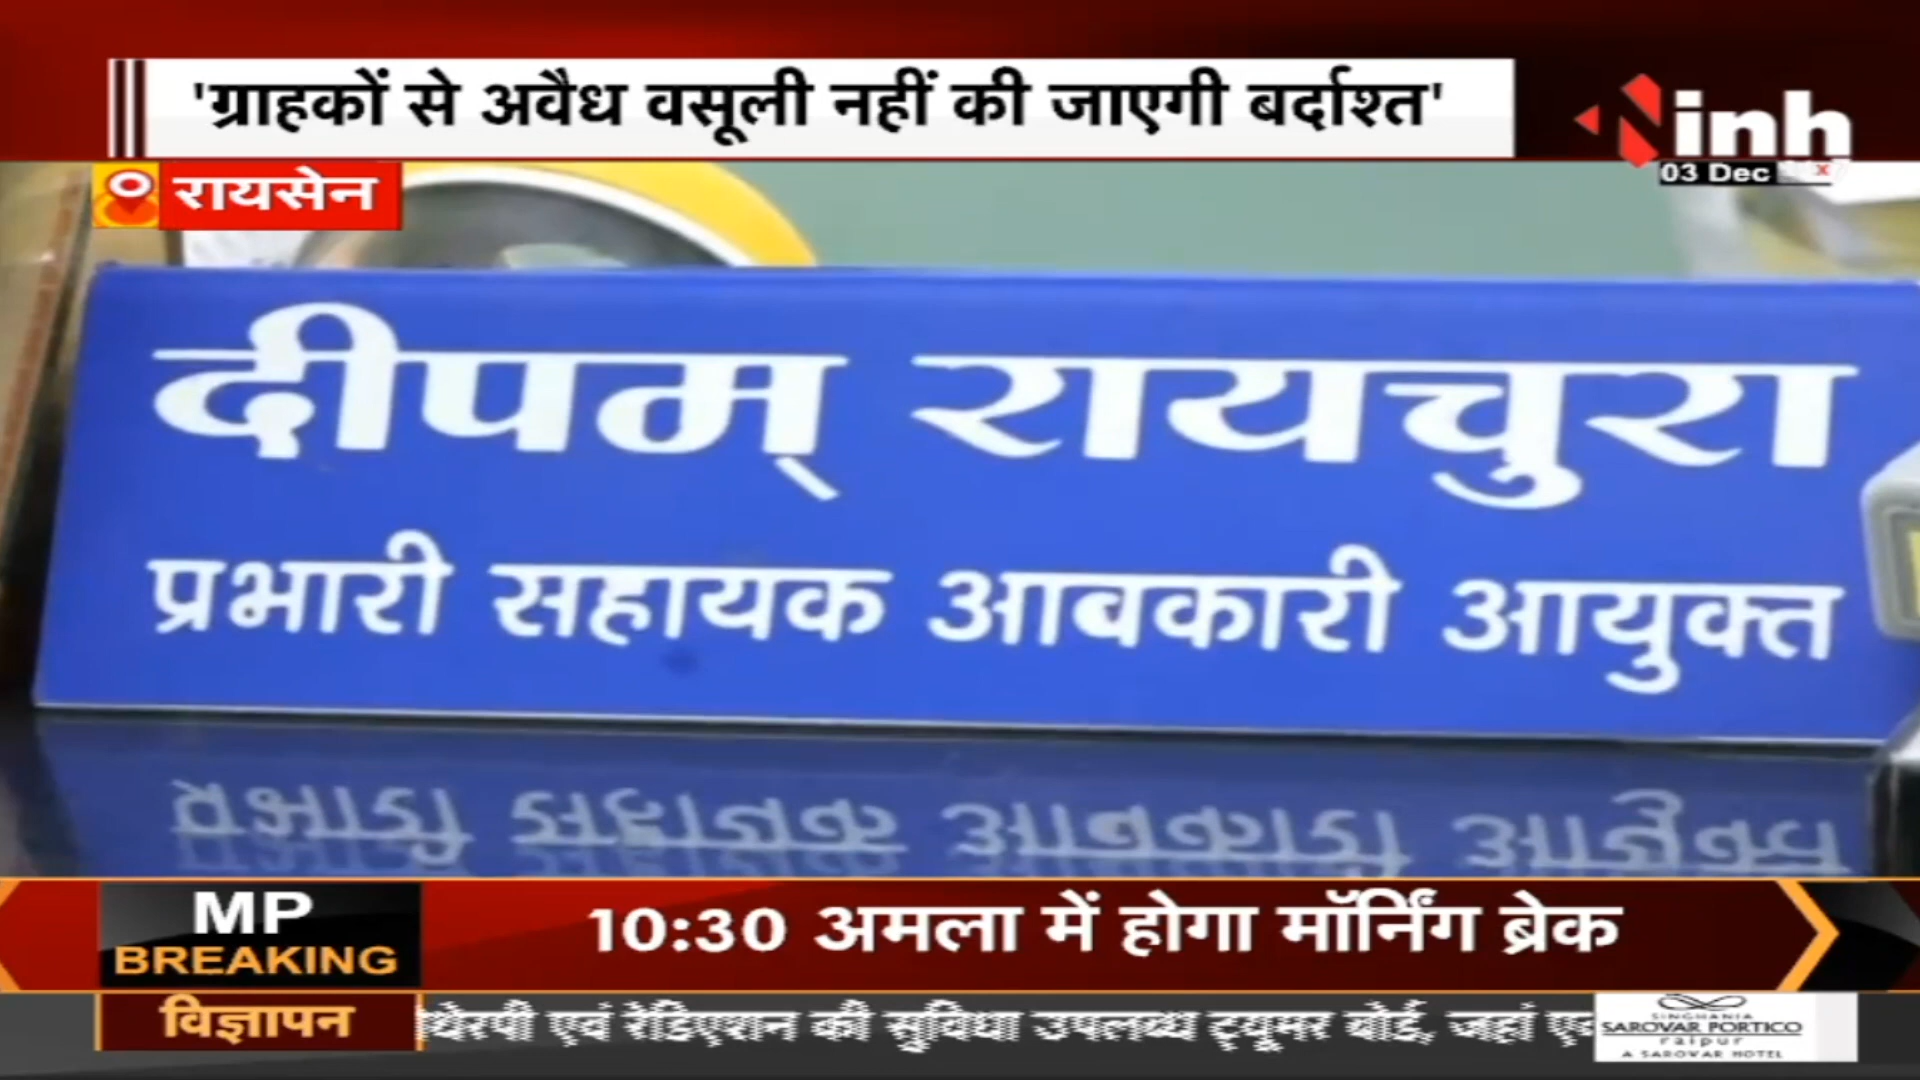 'ग्राहकों से अवैध वसूली नहीं की जाएगी बर्दाश्त'
inh
03 Dec
रायसेन
दीपम् रायचुरा
प्रभारी सहायक आबकारी आयुक्त
MP
BREAKING
10:30 अमला में होगा मॉर्निंग ब्रेक
विज्ञापन
एवं रेडिएशन की सुविधा उपलब्ध ट्यूमर बोर्ड, जहां
SINGHANIA
SAROVAR PORTICO
raipur
A SAROVAR HOTEL